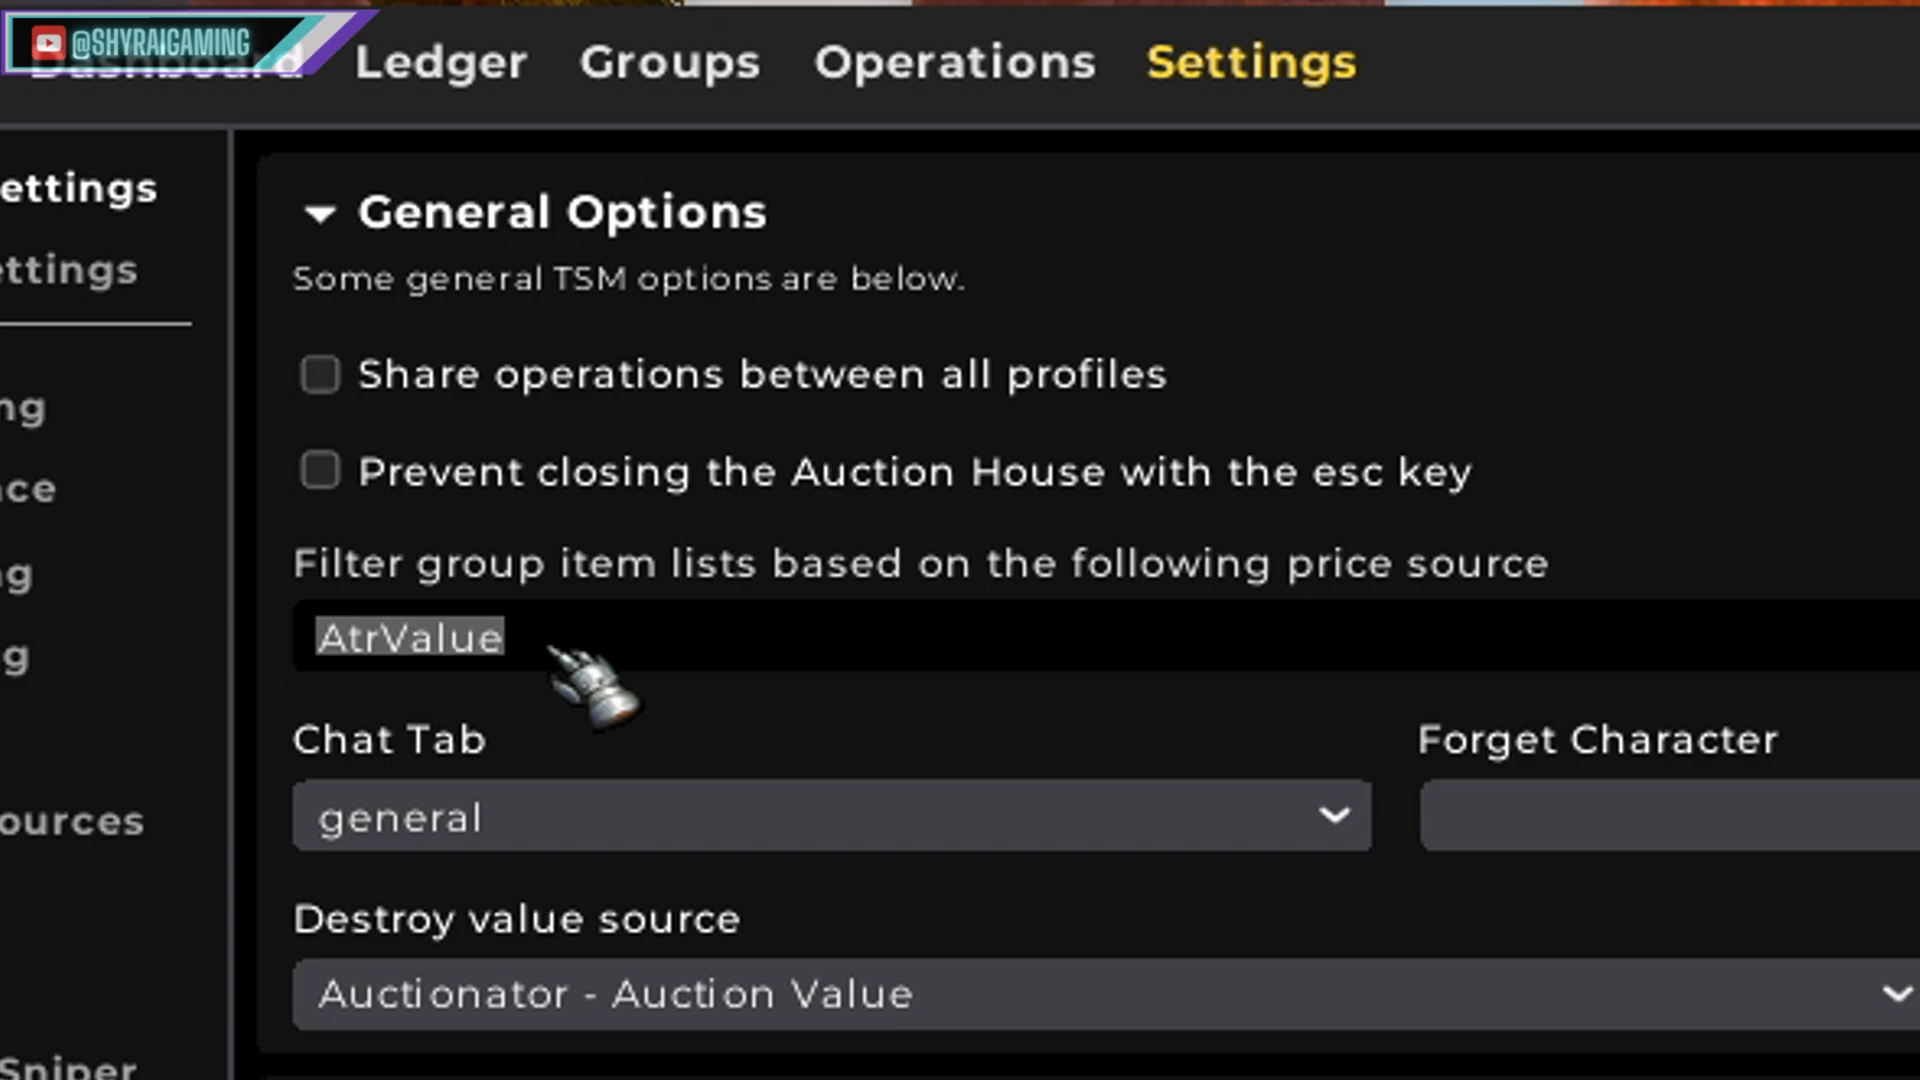 @SHYRAIGAMING
Dashboard Ledger Groups Operations Settings
ettings
ettings
ng
ce
g
g
ources
Sniper
General Options
Some general TSM options are below.
Share operations between all profiles
Prevent closing the Auction House with the esc key
Filter group item lists based on the following price source
AtrValue
Chat Tab
Forget Character
general
Destroy value source
Auctionator - Auction Value